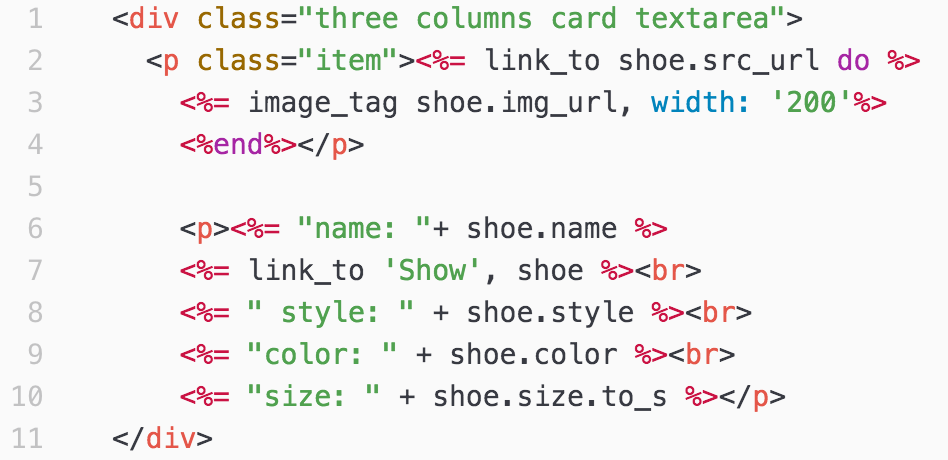 1 <div class="three columns card textarea">
2 <p class="item"><%= link_to shoe.src_url do %>
3 <%= image_tag shoe.img_url, width: '200'%>
4 <%end%></p>
5
6 <p><%= "name: "+ shoe.name %>
7 <%= link_to 'Show', shoe %><br>
8 <%= " style: " + shoe.style %><br>
9 <%= "color: " + shoe.color %><br>
10 <%= "size: " + shoe.size.to_s %></p>
11 </div>